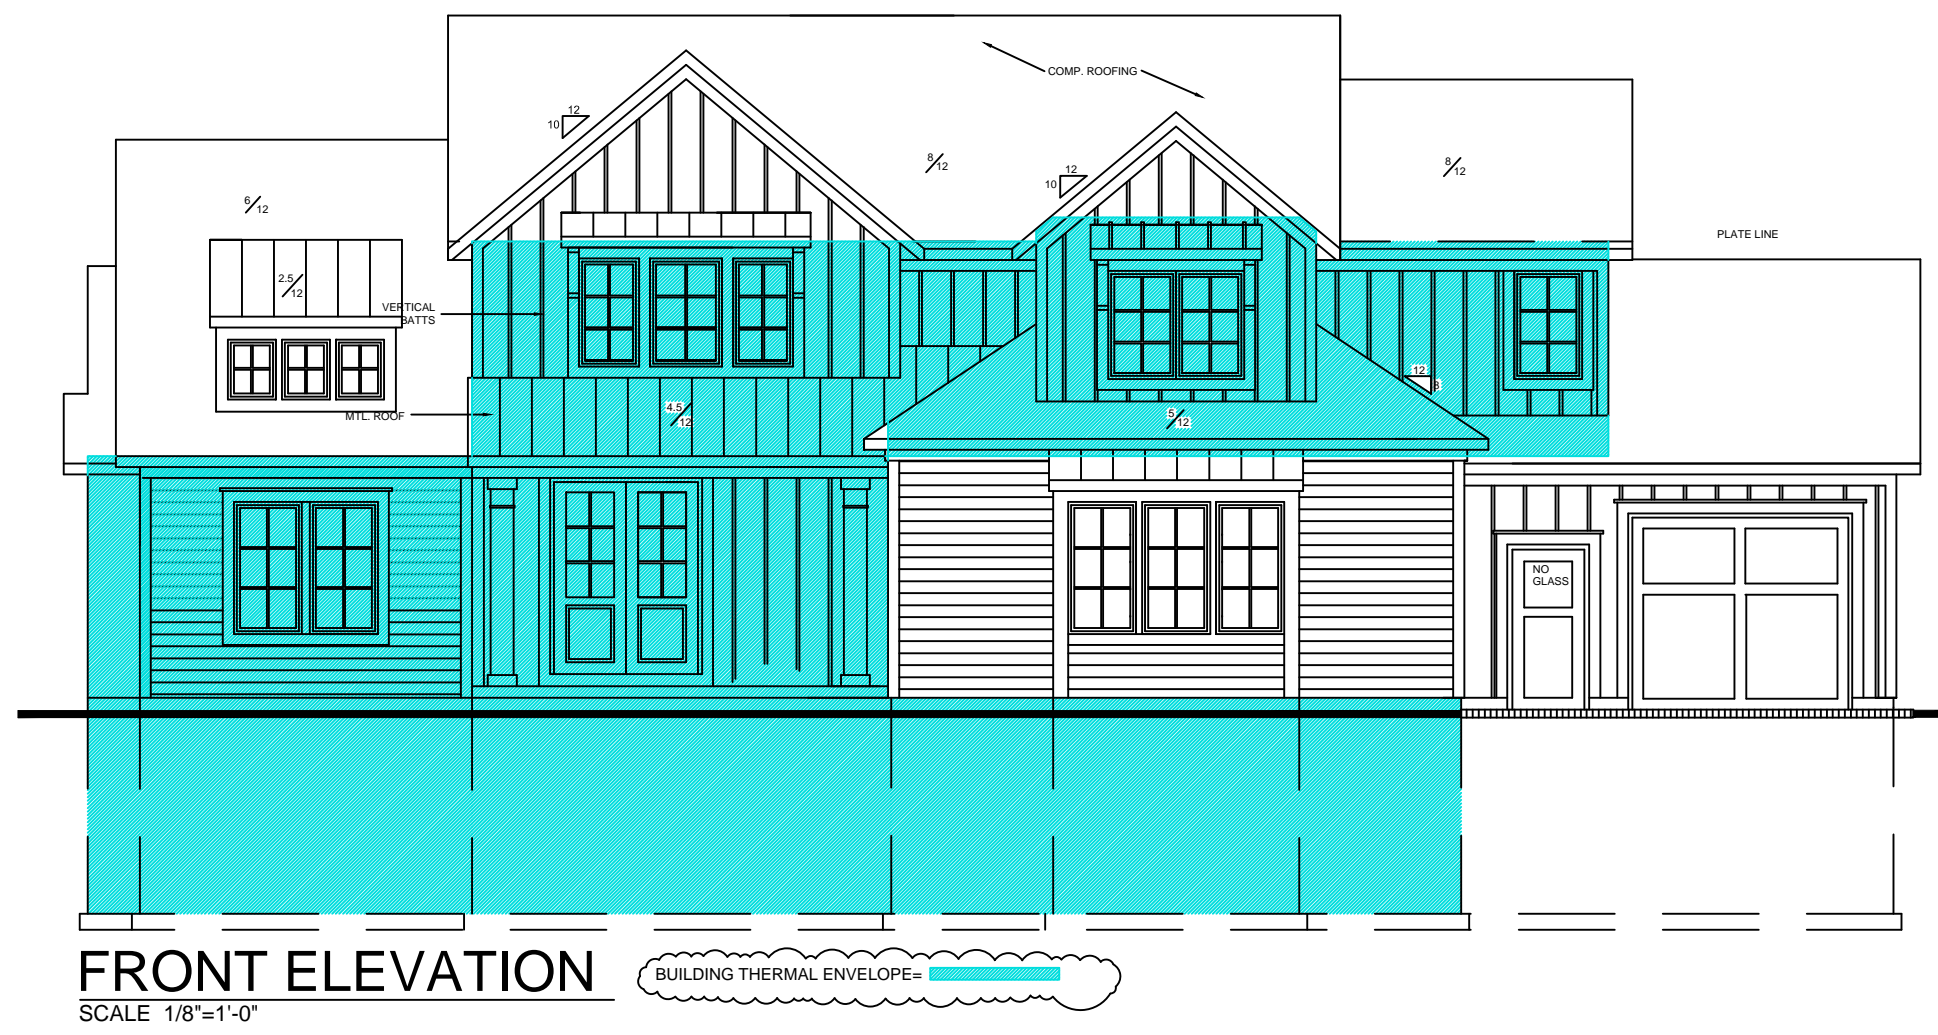 COMP. ROOFING
12
10
8/12
12
10
8/12
6/12
PLATE LINE
2.5/12
VERTICAL
BATTS
12
8
MTL. ROOF
4.5/12
5/12
NO
GLASS
FRONT ELEVATION
BUILDING THERMAL ENVELOPE=
SCALE 1/8"=1'-0"